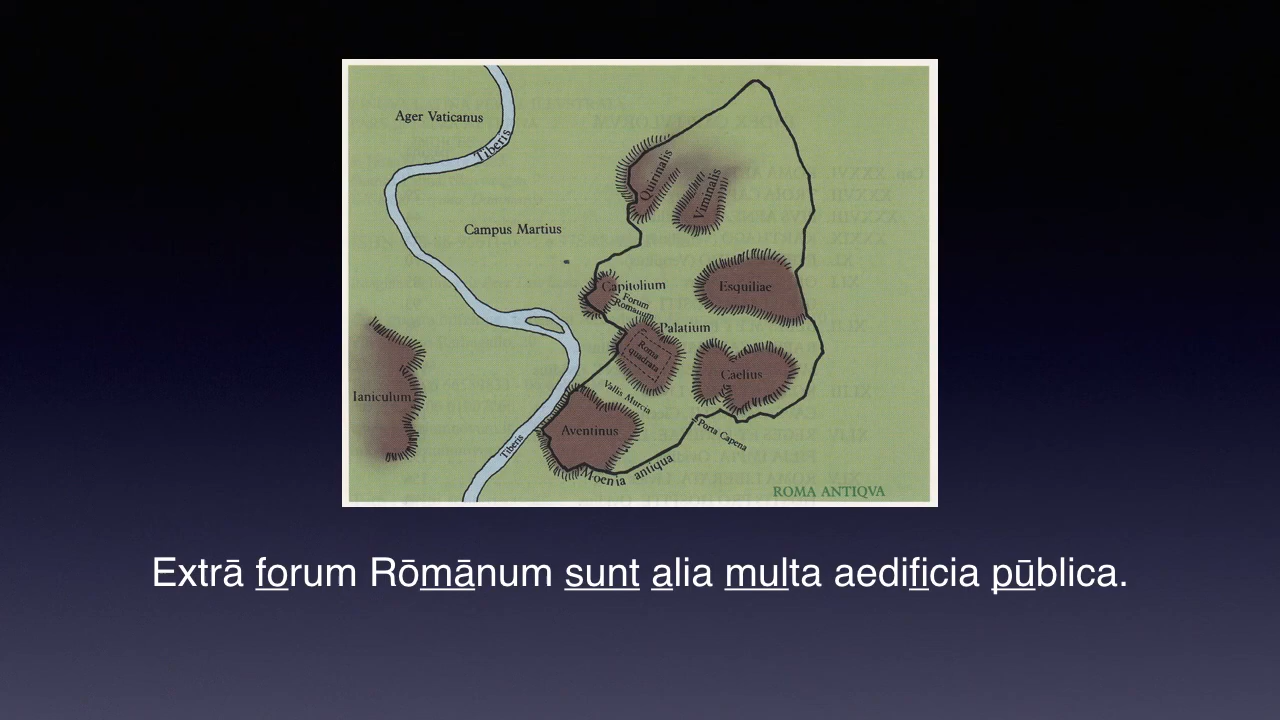 Ager Vaticanus
Tiberis
Quirinalis
Viminalis
Campus Martius
Capitolium
Esquiliae
Forum
Romanum
Palatium
Roma
quadrata
Caelius
Ianiculum
Vallis Murcia
Aventinus
Porta Capena
Tiberis
Moenia antiqua
ROMA ANTIQVA
Extrā forum Rōmānum sunt alia multa aedificia pūblica.